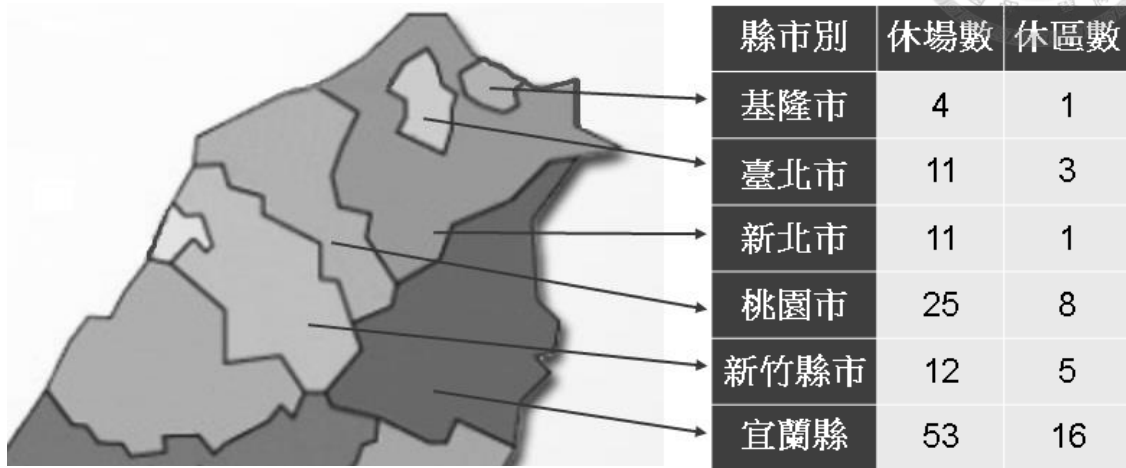 縣市別 休場數 休區數
基隆市 4 1
臺北市 11 3
新北市 11 1
桃園市 25 8
新竹縣市 12 5
宜蘭縣 53 16